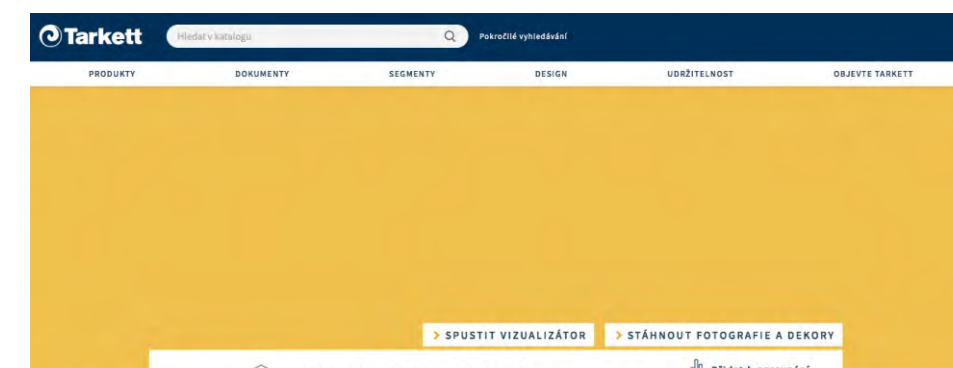 Tarkett
Hledat v katalogu
Pokročilé vyhledávání
PRODUKTY
DOKUMENTY
SEGMENTY
DESIGN
UDRŽITELNOST
OBJEVTE TARKETT
> SPUSTIT VIZUALIZÁTOR
> STÁHNOUT FOTOGRAFIE A DEKORY